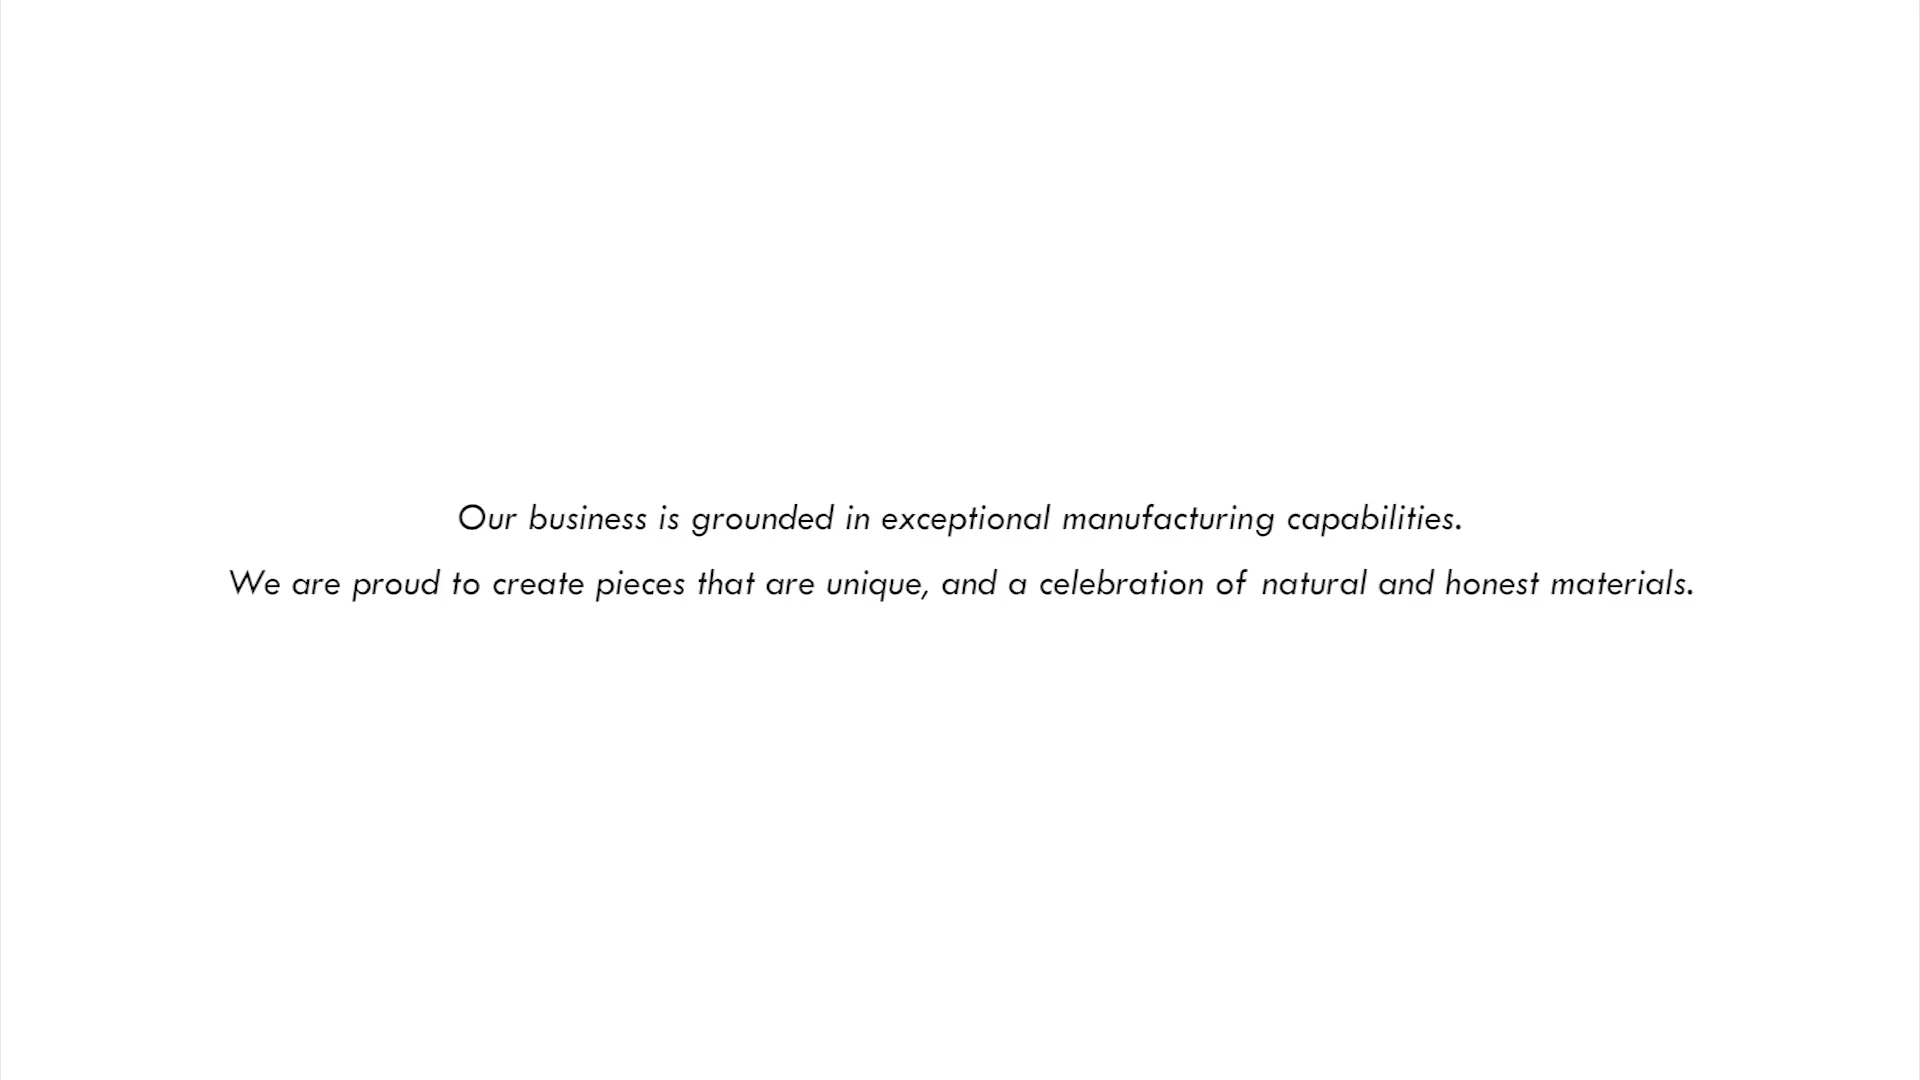 Our business is grounded in exceptional manufacturing capabilities.
We are proud to create pieces that are unique, and a celebration of natural and honest materials.